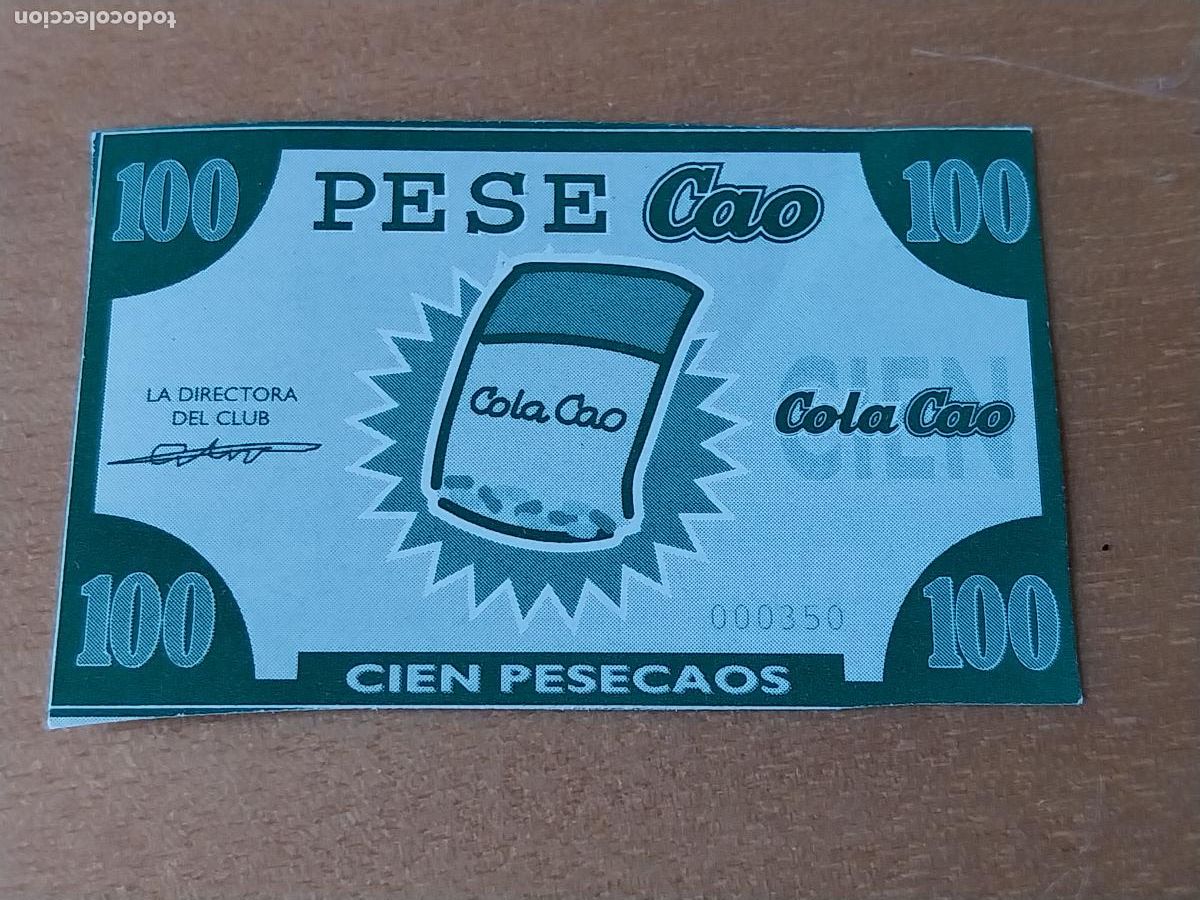 todocoleccion
100 PESE Cao 100
Cola Cao
LA DIRECTORA
DEL CLUB
CIEN
Cola Cao
000350
100 CIEN PESECAOS 100